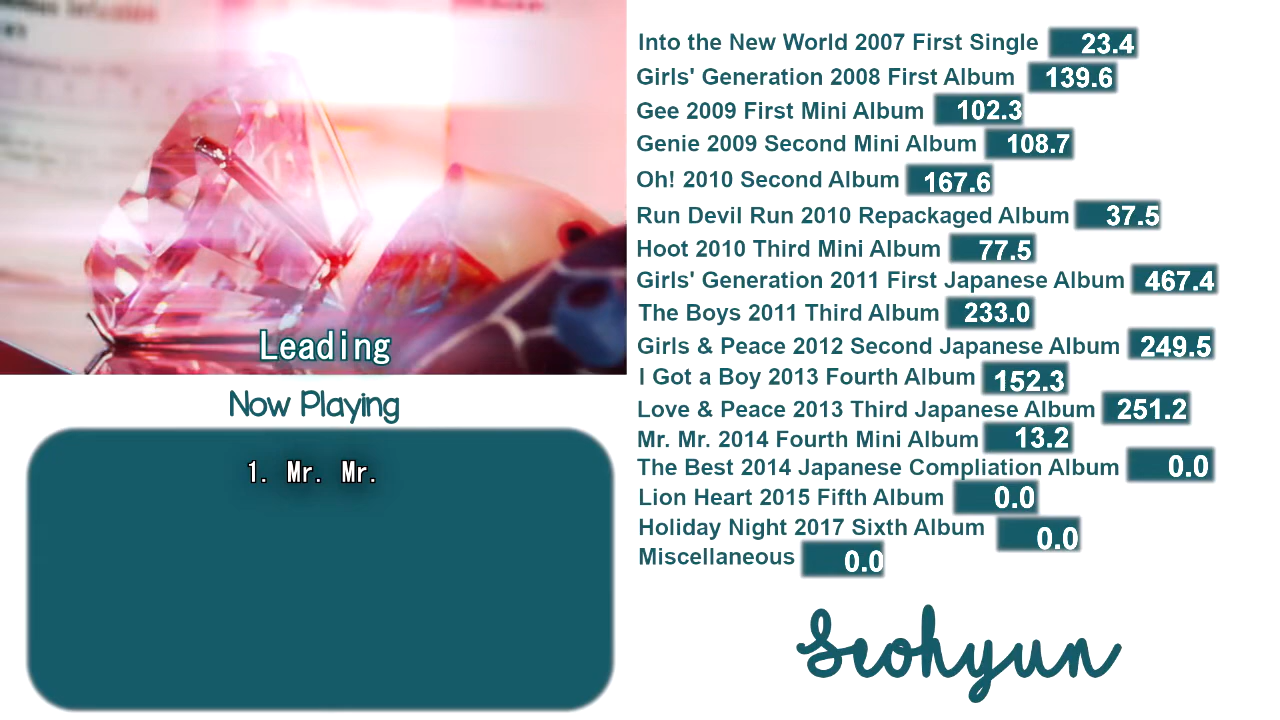 Leading
Now Playing
1. Mr. Mr.
Into the New World 2007 First Single 23.4
Girls' Generation 2008 First Album 139.6
Gee 2009 First Mini Album 102.3
Genie 2009 Second Mini Album 108.7
Oh! 2010 Second Album 167.6
Run Devil Run 2010 Repackaged Album 37.5
Hoot 2010 Third Mini Album 77.5
Girls' Generation 2011 First Japanese Album 467.4
The Boys 2011 Third Album 233.0
Girls & Peace 2012 Second Japanese Album 249.5
I Got a Boy 2013 Fourth Album 152.3
Love & Peace 2013 Third Japanese Album 251.2
Mr. Mr. 2014 Fourth Mini Album 13.2
The Best 2014 Japanese Compliation Album 0.0
Lion Heart 2015 Fifth Album 0.0
Holiday Night 2017 Sixth Album 0.0
Miscellaneous 0.0
Seohyun